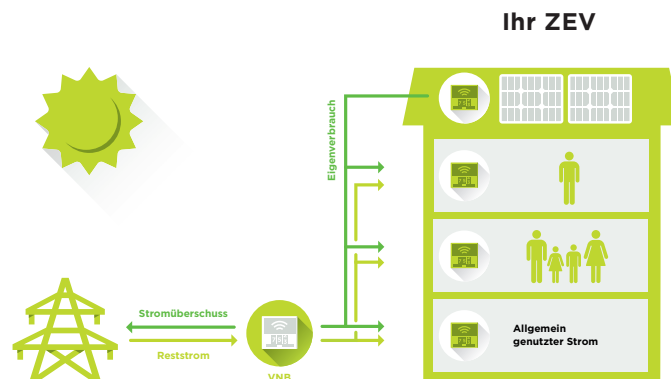 Ihr ZEV
Eigenverbrauch
Stromüberschuss
Reststrom
VNB
Allgemein
genutzter Strom